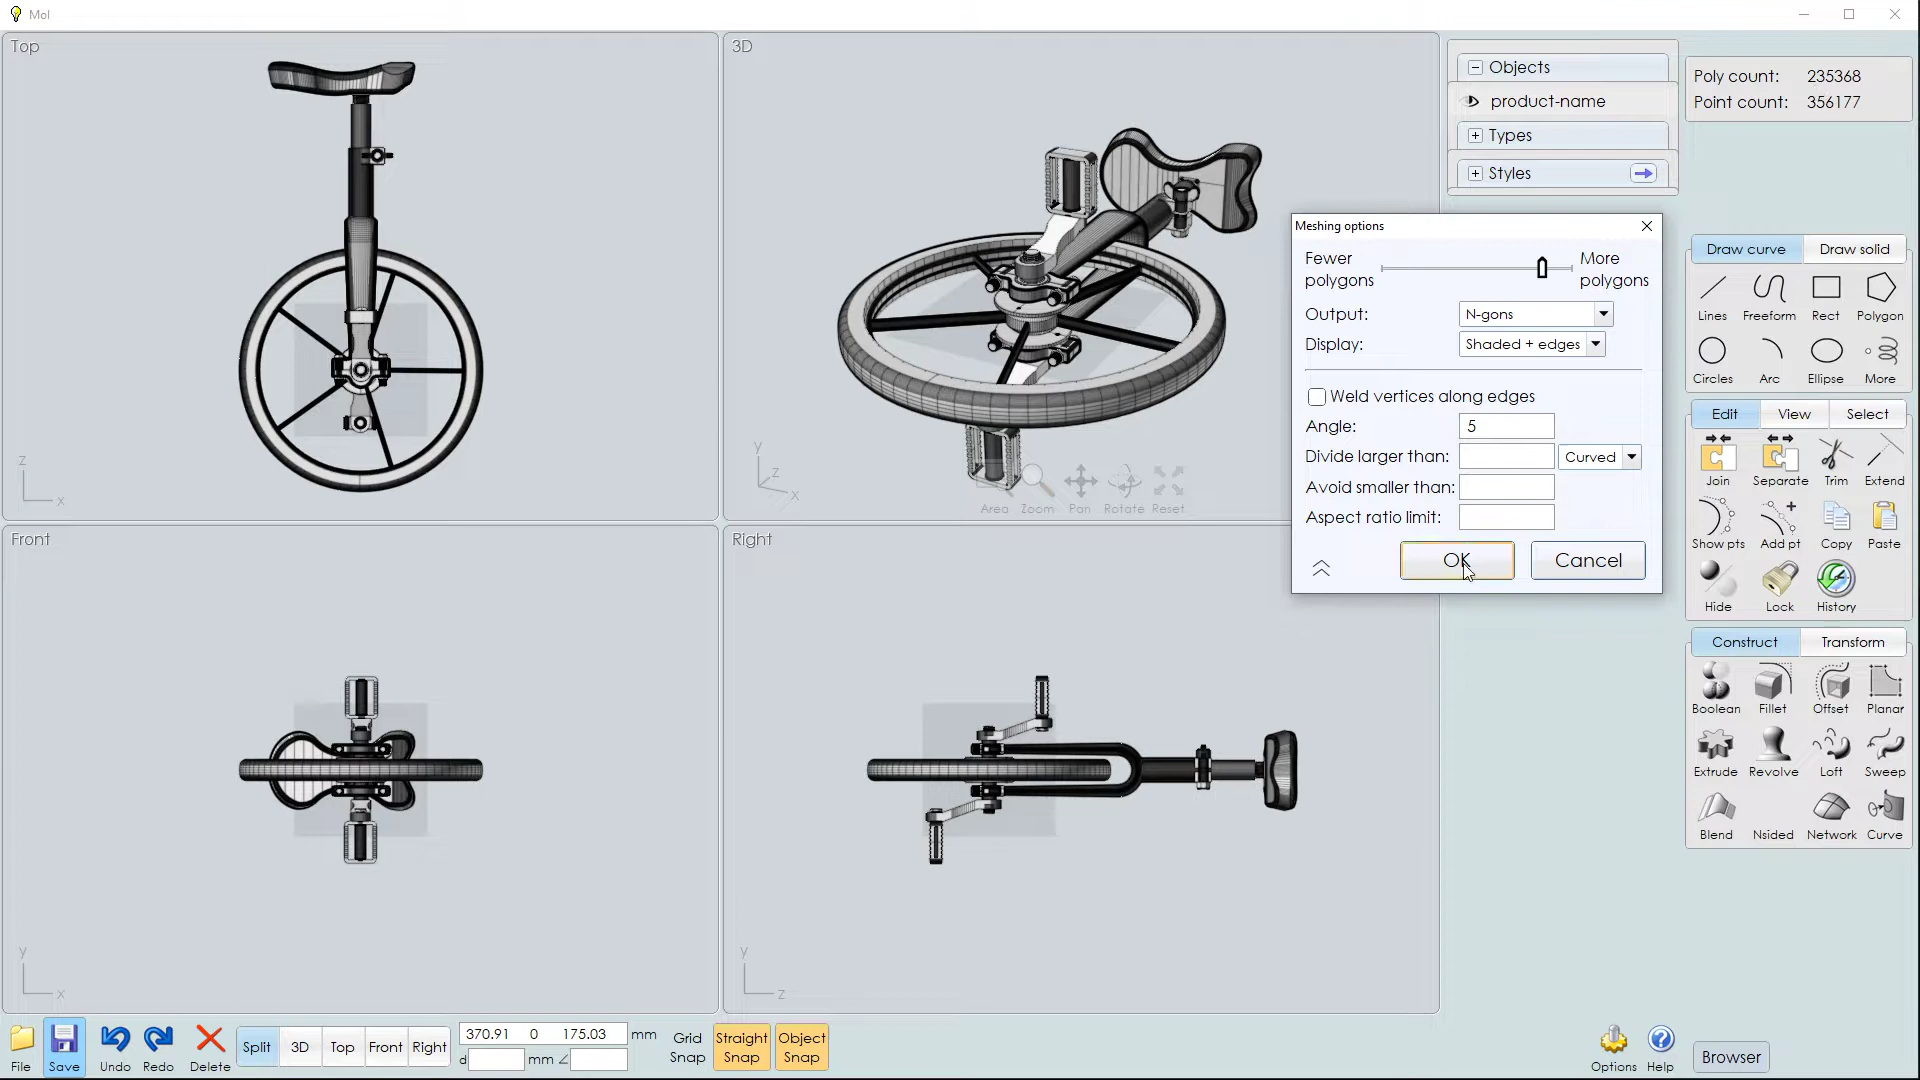 MoI
Top
3D
Front
Right
z
x
y
z
x
y
x
y
z
Area Zoom Pan Rotate Reset
Objects
product-name
Types
Styles
Poly count: 235368
Point count: 356177
Meshing options
Fewer polygons
More polygons
Output: N-gons
Display: Shaded + edges
Weld vertices along edges
Angle: 5
Divide larger than: Curved
Avoid smaller than:
Aspect ratio limit:
OK Cancel
Draw curve Draw solid
Lines Freeform Rect Polygon
Circles Arc Ellipse More
Edit View Select
Join Separate Trim Extend
Show pts Add pt Copy Paste
Hide Lock History
Construct Transform
Boolean Fillet Offset Planar
Extrude Revolve Loft Sweep
Blend Nsided Network Curve
File Save Undo Redo Delete
Split 3D Top Front Right
370.91 0 175.03 mm
d mm
Grid Snap
Straight Snap
Object Snap
Options Help
Browser